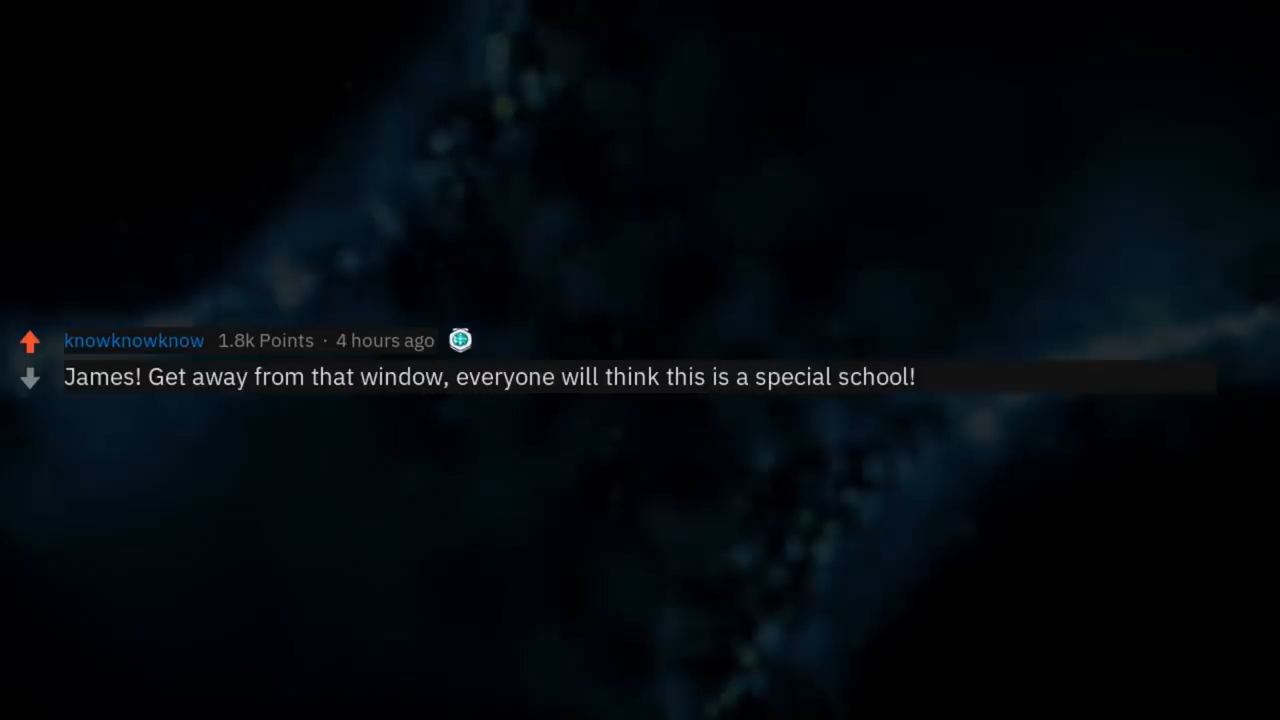 knowknowknow 1.8k Points · 4 hours ago
James! Get away from that window, everyone will think this is a special school!